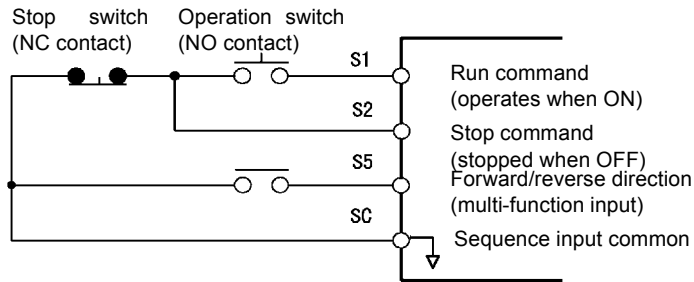 Stop switch
(NC contact)
Operation switch
(NO contact)
S1
Run command
(operates when ON)
S2
Stop command
(stopped when OFF)
S5
Forward/reverse direction
(multi-function input)
SC
Sequence input common